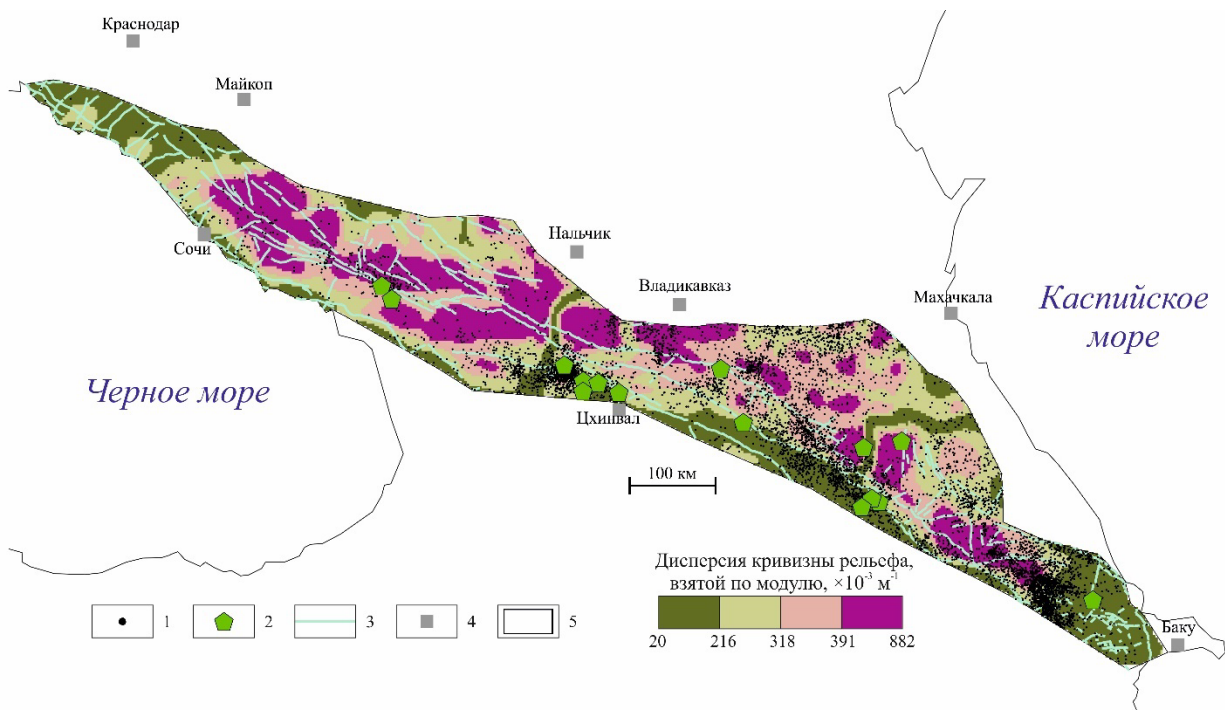 Краснодар
Майкоп
Сочи
Нальчик
Владикавказ
Махачкала
Каспийское
море
Черное море
Цхинвал
100 км
Дисперсия кривизны рельефа,
взятой по модулю, ×10⁻³ м⁻¹
20 216 318 391 882
1 2 3 4 5
Баку